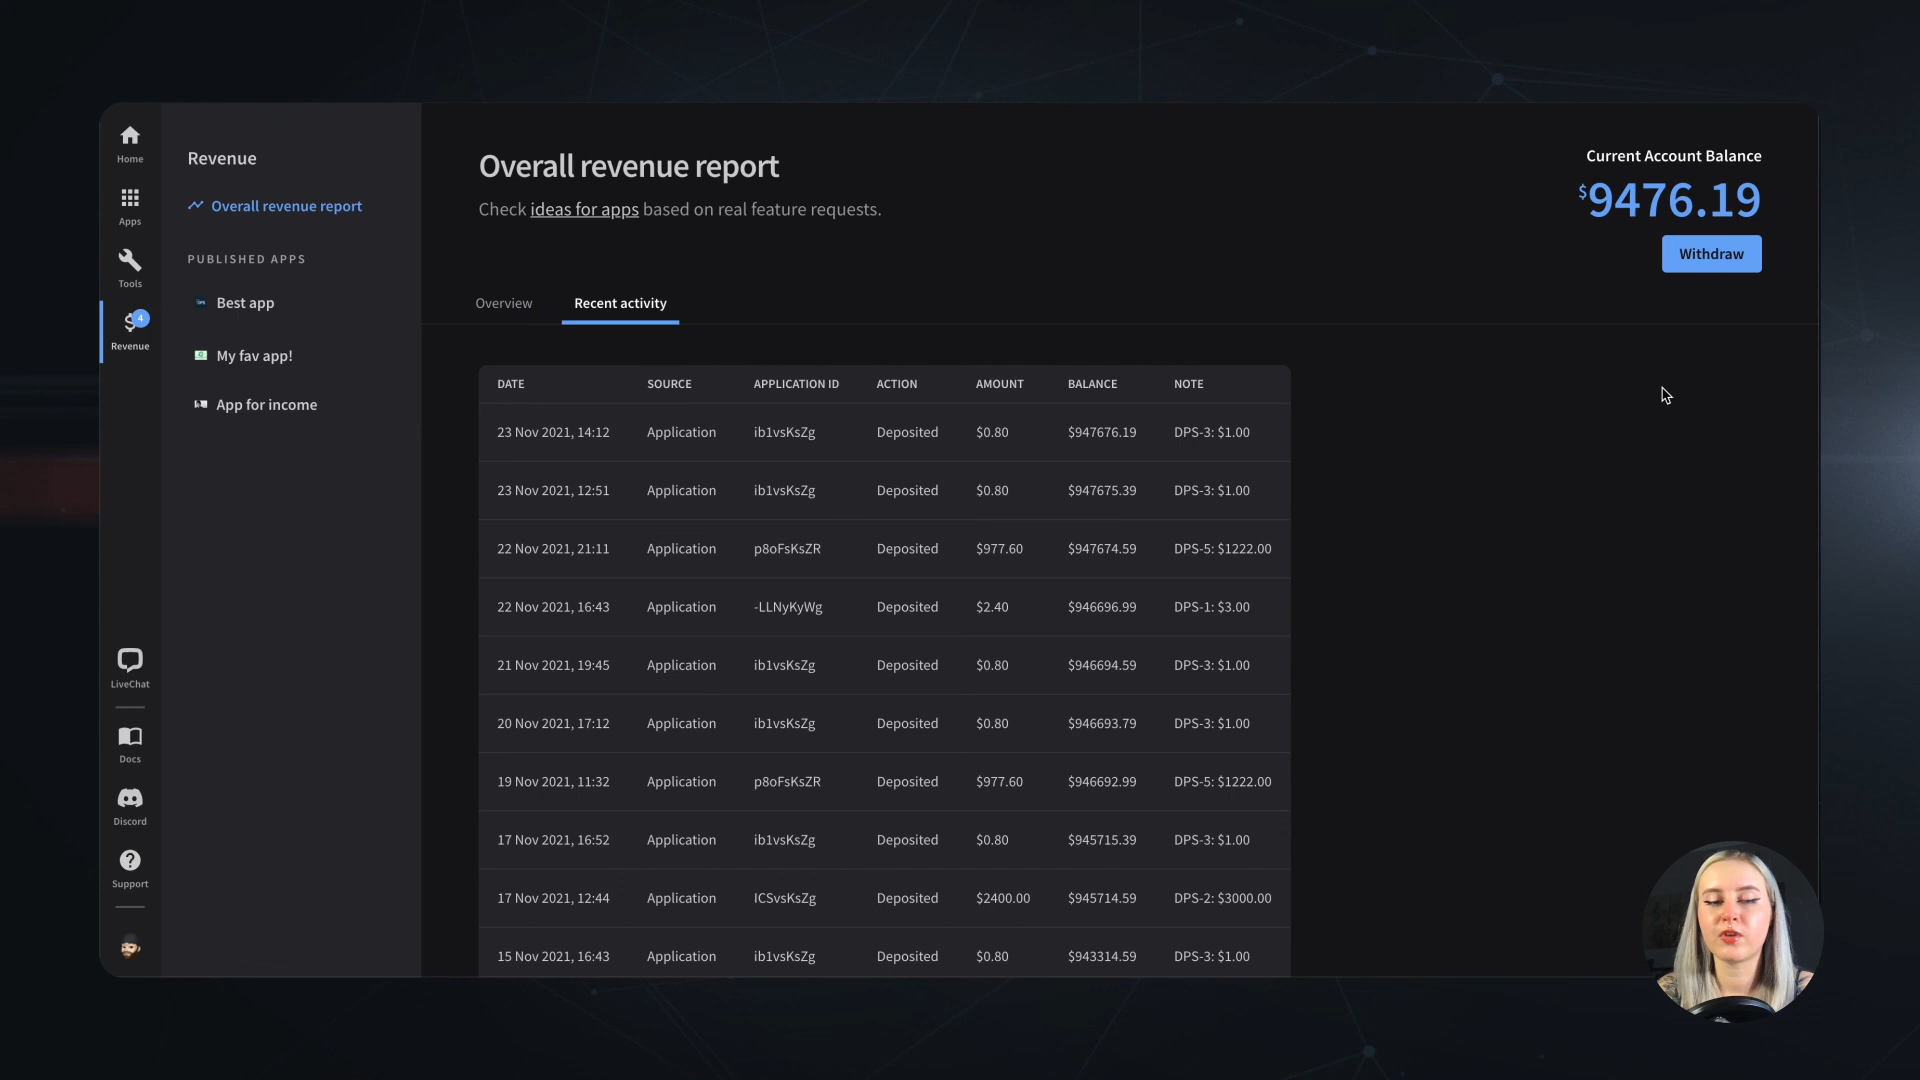 Home
Apps
Tools
4
Revenue
LiveChat
Docs
Discord
Support
Revenue
Overall revenue report
PUBLISHED APPS
Best app
My fav app!
App for income
Overall revenue report
Check ideas for apps based on real feature requests.
Current Account Balance
$9476.19
Withdraw
Overview Recent activity
DATE SOURCE APPLICATION ID ACTION AMOUNT BALANCE NOTE
23 Nov 2021, 14:12 Application ib1vsKsZg Deposited $0.80 $947676.19 DPS-3: $1.00
23 Nov 2021, 12:51 Application ib1vsKsZg Deposited $0.80 $947675.39 DPS-3: $1.00
22 Nov 2021, 21:11 Application p8oFsKsZR Deposited $977.60 $947674.59 DPS-5: $1222.00
22 Nov 2021, 16:43 Application -LLNyKyWg Deposited $2.40 $946696.99 DPS-1: $3.00
21 Nov 2021, 19:45 Application ib1vsKsZg Deposited $0.80 $946694.59 DPS-3: $1.00
20 Nov 2021, 17:12 Application ib1vsKsZg Deposited $0.80 $946693.79 DPS-3: $1.00
19 Nov 2021, 11:32 Application p8oFsKsZR Deposited $977.60 $946692.99 DPS-5: $1222.00
17 Nov 2021, 16:52 Application ib1vsKsZg Deposited $0.80 $945715.39 DPS-3: $1.00
17 Nov 2021, 12:44 Application ICSvsKsZg Deposited $2400.00 $945714.59 DPS-2: $3000.00
15 Nov 2021, 16:43 Application ib1vsKsZg Deposited $0.80 $943314.59 DPS-3: $1.00